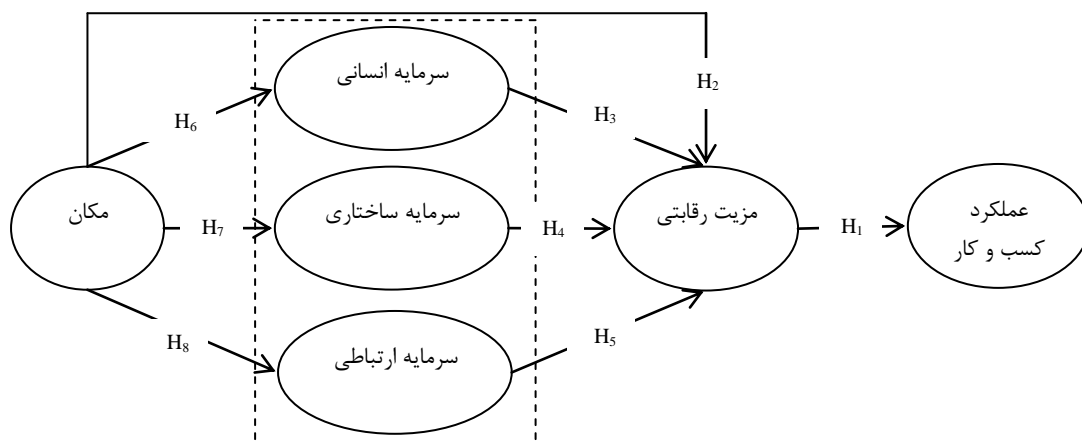 سرمایه انسانی
H2
H6
H3
مکان
سرمایه ساختاری
مزیت رقابتی
عملکرد
کسب و کار
H7
H4
H1
H8
سرمایه ارتباطی
H5